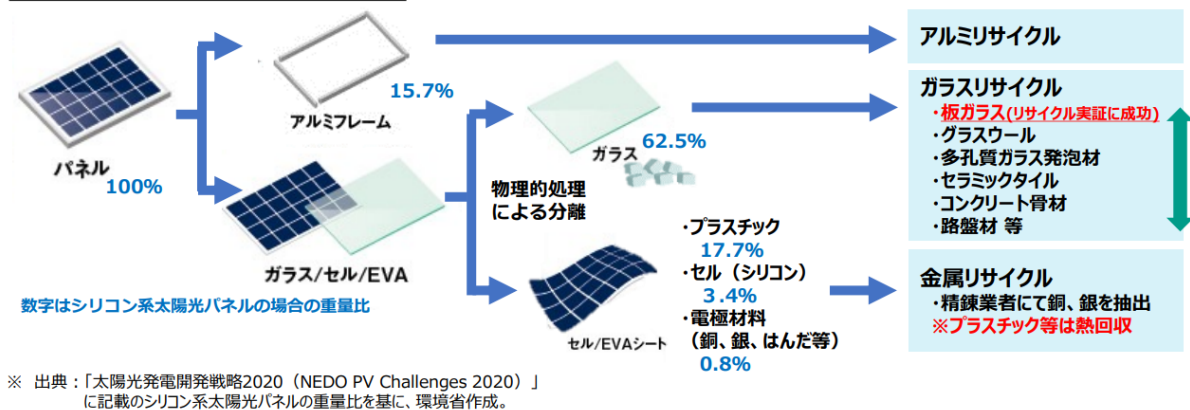 パネル
100%
アルミフレーム
15.7%
ガラス/セル/EVA
数字はシリコン系太陽光パネルの場合の重量比
物理的処理
による分離
ガラス
62.5%
セル/EVAシート
・プラスチック
17.7%
・セル（シリコン）
3.4%
・電極材料
（銅、銀、はんだ等）
0.8%
アルミリサイクル
ガラスリサイクル
・板ガラス(リサイクル実証に成功)
・グラスウール
・多孔質ガラス発泡材
・セラミックタイル
・コンクリート骨材
・路盤材 等
金属リサイクル
・精錬業者にて銅、銀を抽出
※プラスチック等は熱回収
※ 出典：「太陽光発電開発戦略2020（NEDO PV Challenges 2020）」
に記載のシリコン系太陽光パネルの重量比を基に、環境省作成。